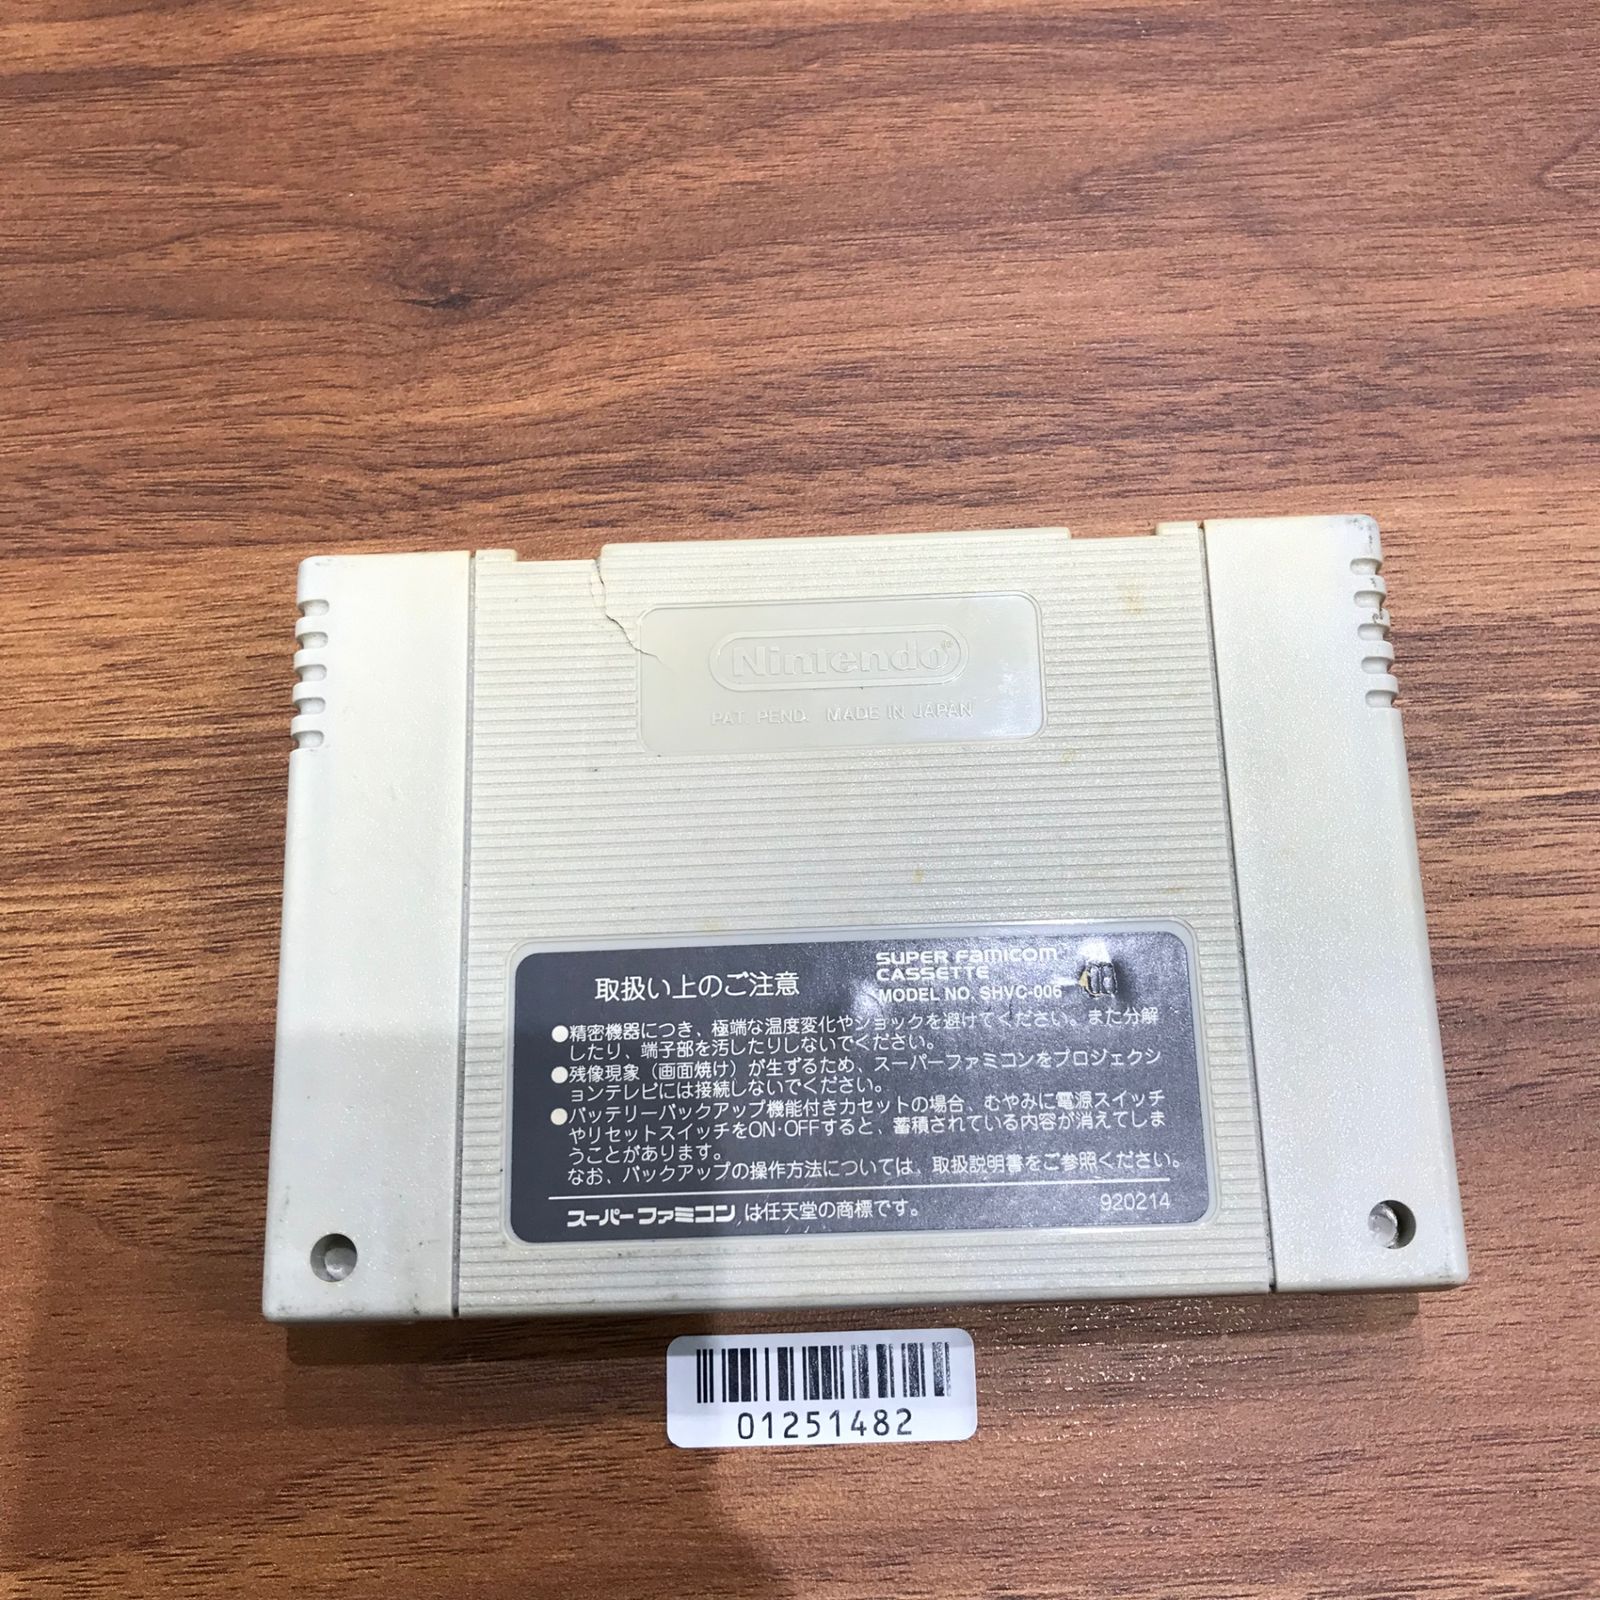 Nintendo®
PAT. PEND. MADE IN JAPAN
取扱い上のご注意
SUPER Famicom
CASSETTE
MODEL NO. SHVC-006
●精密機器につき、極端な温度変化やショックを避けてください。また分解
したり、端子部を汚したりしないでください。
●残像現象(画面焼け)が生ずるため、スーパーファミコンをプロジェクシ
ョンテレビには接続しないでください。
●バッテリーバックアップ機能付きカセットの場合、むやみに電源スイッチ
やリセットスイッチをON·OFFすると、蓄積されている内容が消えてしま
うことがあります。
なお、バックアップの操作方法については、取扱説明書をご参照ください。
スーパーファミコンは任天堂の商標です。
920214
01251482